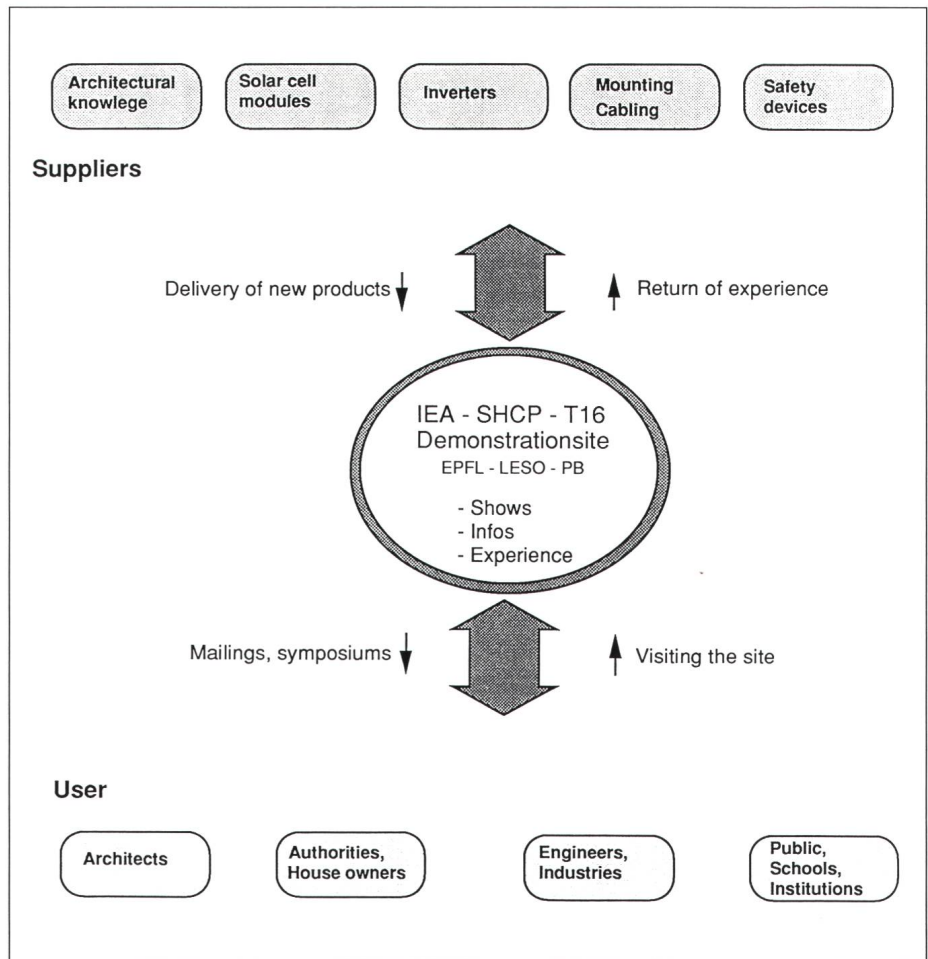 Architectural
knowlege
Solar cell
modules
Inverters
Mounting
Cabling
Safety
devices
Suppliers
Delivery of new products
Return of experience
IEA - SHCP - T16
Demonstrationsite
EPFL - LESO - PB
- Shows
- Infos
- Experience
Mailings, symposiums
Visiting the site
User
Architects
Authorities,
House owners
Engineers,
Industries
Public,
Schools,
Institutions